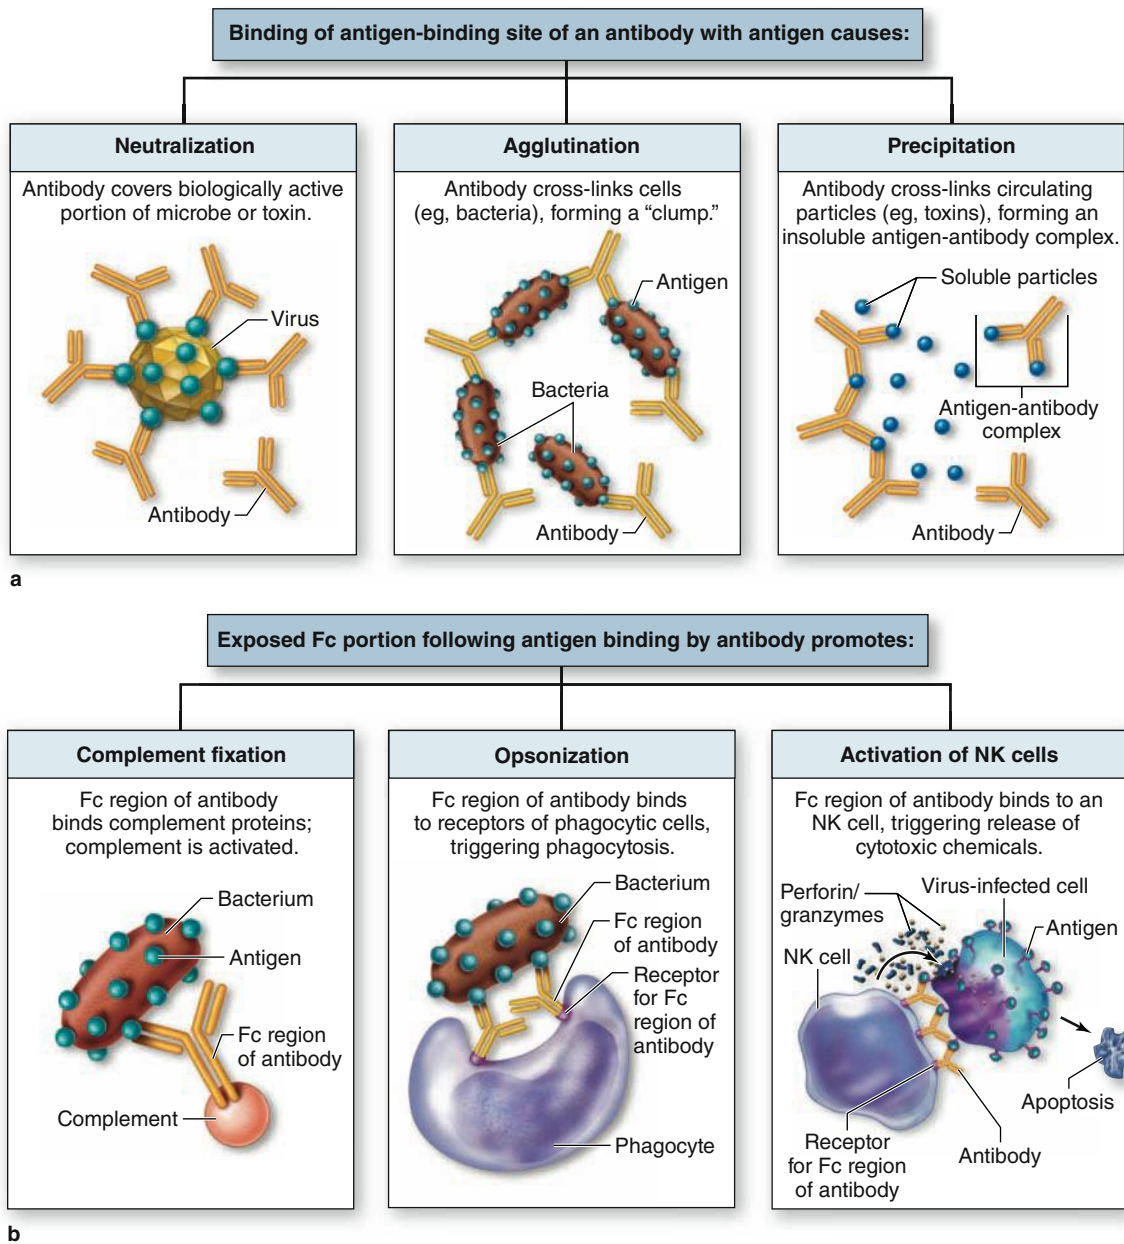 Binding of antigen-binding site of an antibody with antigen causes:
Neutralization
Antibody covers biologically active
portion of microbe or toxin.
Virus
Antibody
Agglutination
Antibody cross-links cells
(eg, bacteria), forming a “clump.”
Antigen
Bacteria
Antibody
Precipitation
Antibody cross-links circulating
particles (eg, toxins), forming an
insoluble antigen-antibody complex.
Soluble particles
Antigen-antibody
complex
Antibody
a
Exposed Fc portion following antigen binding by antibody promotes:
Complement fixation
Fc region of antibody
binds complement proteins;
complement is activated.
Bacterium
Antigen
Fc region
of antibody
Complement
Opsonization
Fc region of antibody binds
to receptors of phagocytic cells,
triggering phagocytosis.
Bacterium
Fc region
of antibody
Receptor
for Fc
region of
antibody
Phagocyte
Activation of NK cells
Fc region of antibody binds to an
NK cell, triggering release of
cytotoxic chemicals.
Perforin/
granzymes
Virus-infected cell
Antigen
NK cell
Apoptosis
Receptor
for Fc region
of antibody
Antibody
b